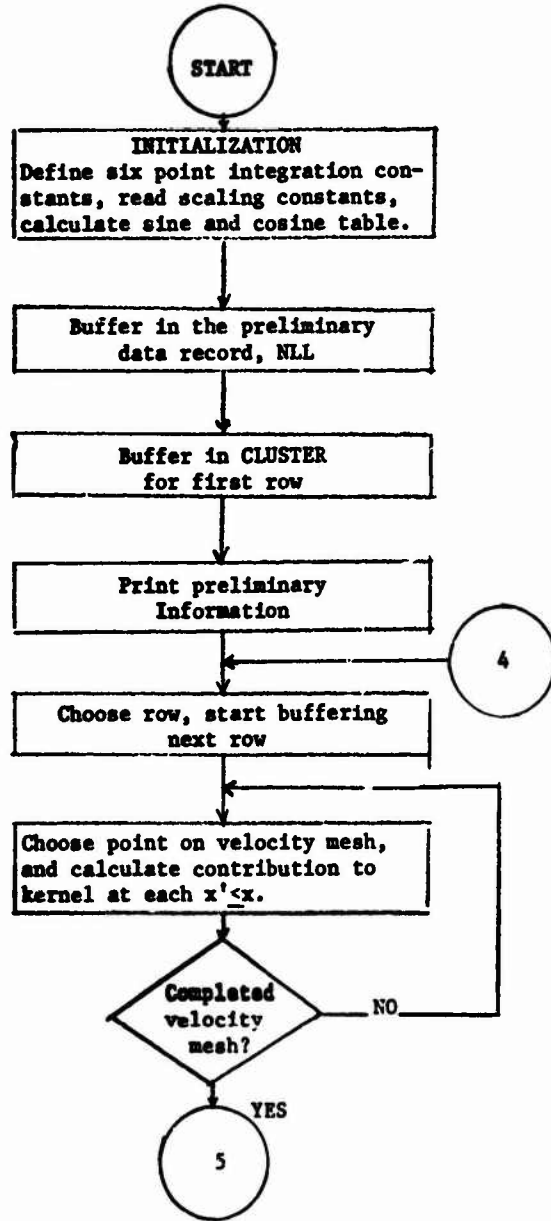 START
INITIALIZATION
Define six point integration con-
stants, read scaling constants,
calculate sine and cosine table.
Buffer in the preliminary
data record, NLL
Buffer in CLUSTER
for first row
Print preliminary
Information
4
Choose row, start buffering
next row
Choose point on velocity mesh,
and calculate contribution to
kernel at each x'≤x.
Completed
velocity
mesh?
NO
YES
5